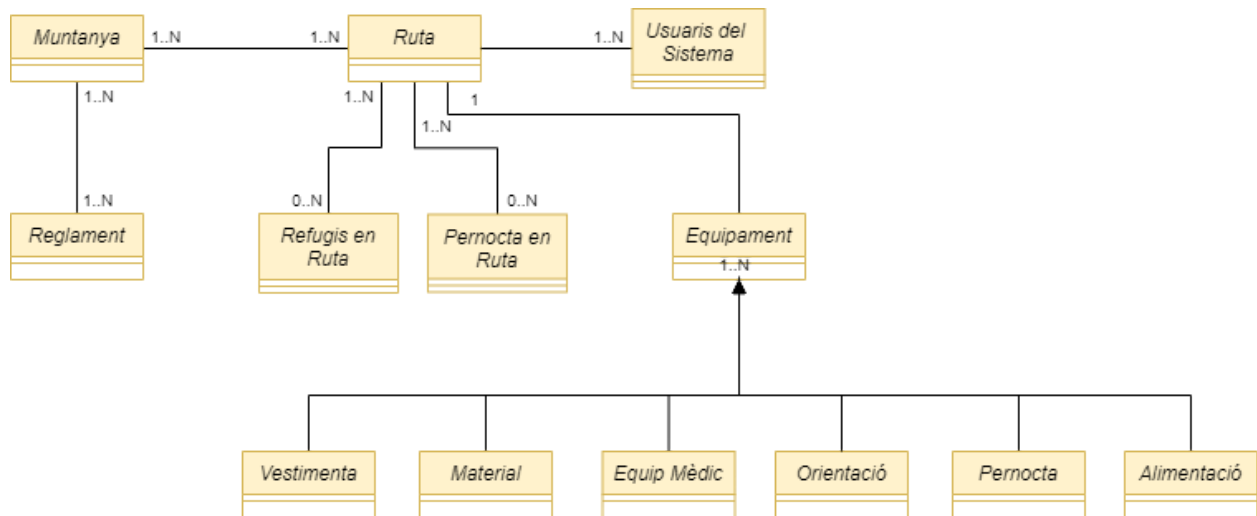 Muntanya
1..N
1..N
Ruta
1..N
Usuaris del
Sistema
1..N
1..N
1
1..N
1..N
0..N
0..N
Reglament
Refugis en
Ruta
Pernocta en
Ruta
Equipament
1..N
Vestimenta
Material
Equip Mèdic
Orientació
Pernocta
Alimentació